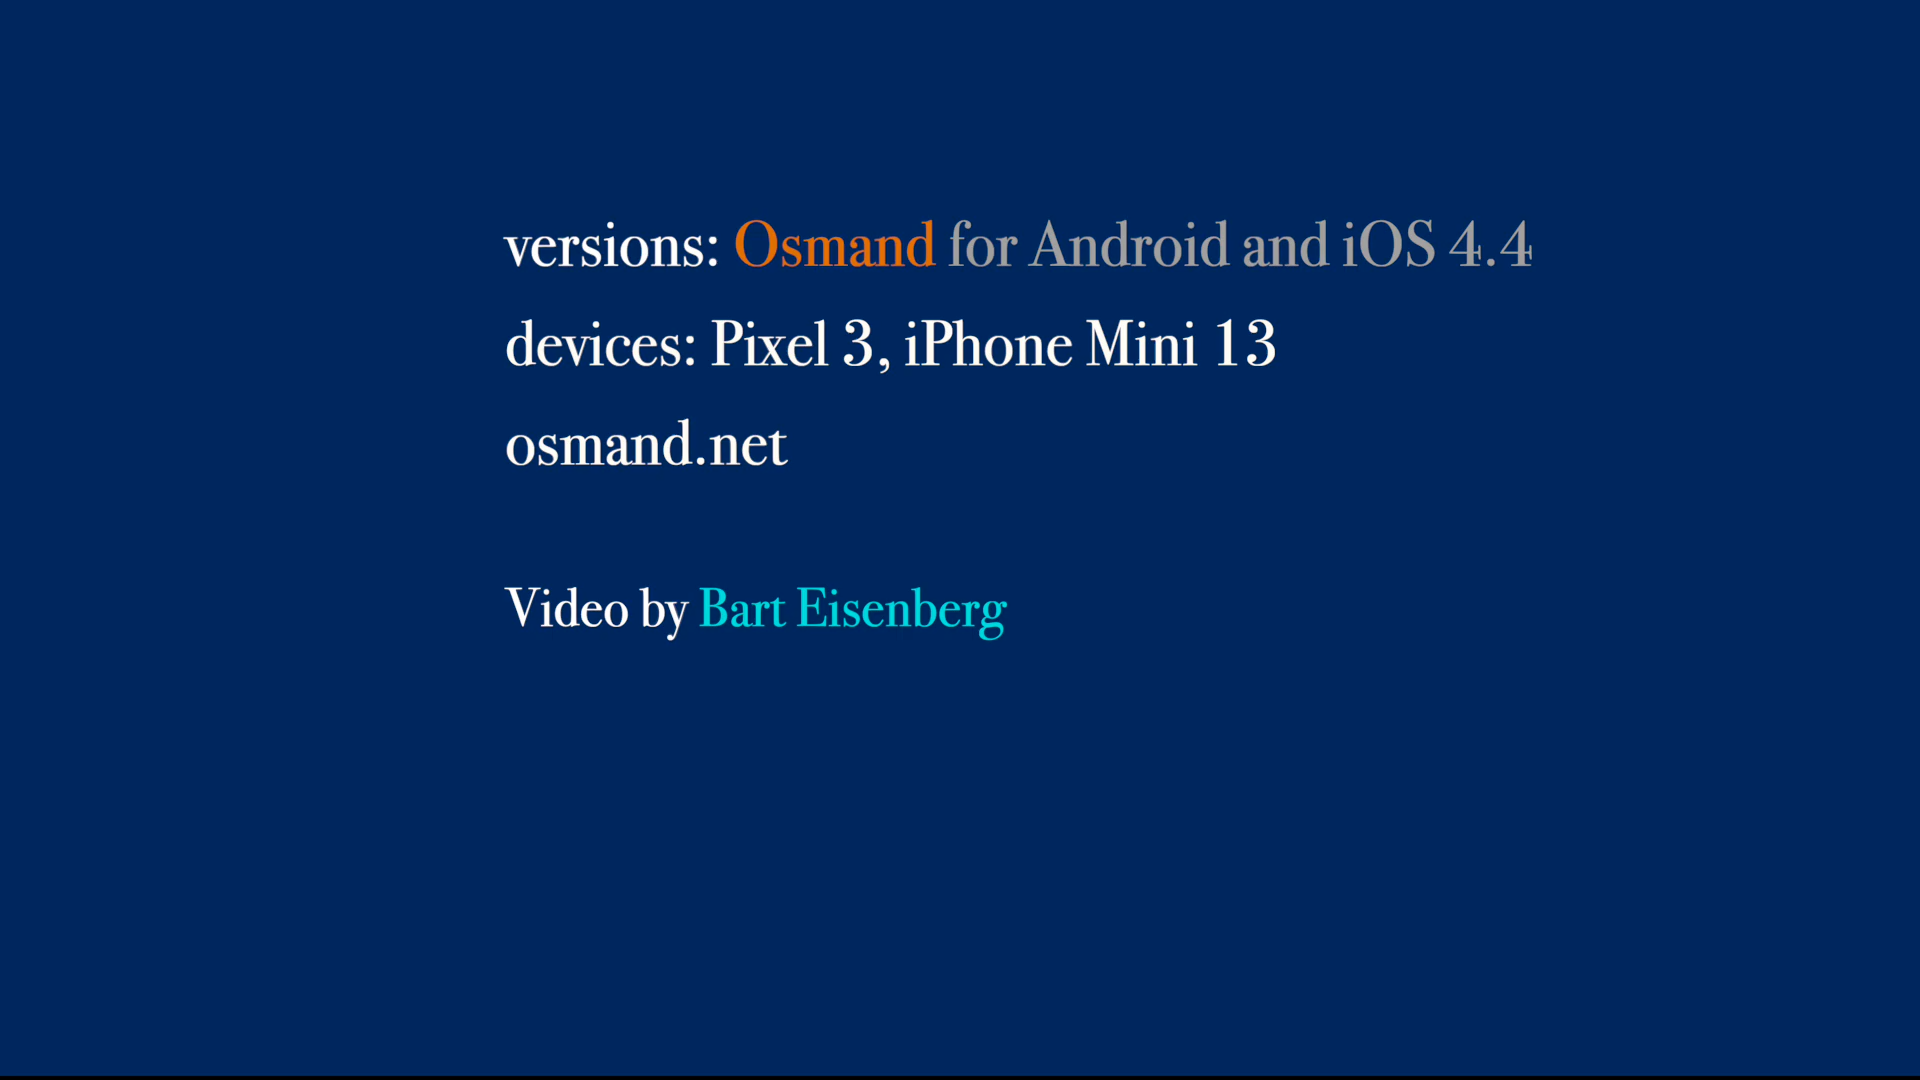 versions: Osmand for Android and iOS 4.4
devices: Pixel 3, iPhone Mini 13
osmand.net
Video by Bart Eisenberg